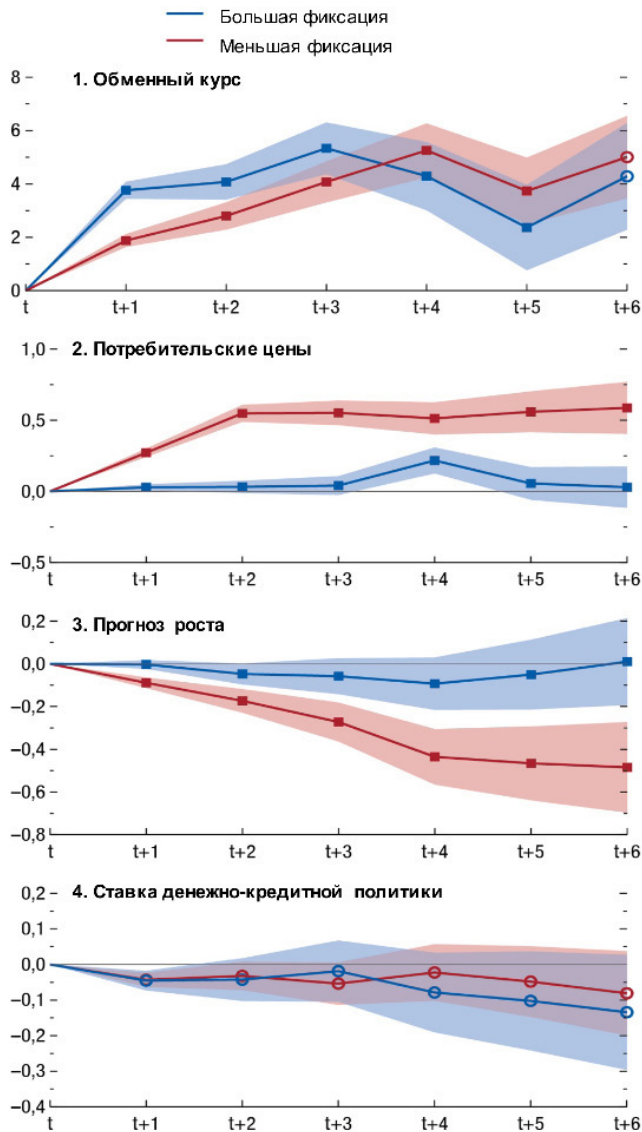 Большая фиксация
Меньшая фиксация
1. Обменный курс
8
6
4
2
0
t t+1 t+2 t+3 t+4 t+5 t+6
2. Потребительские цены
1,0
0,5
0,0
–0,5
t t+1 t+2 t+3 t+4 t+5 t+6
3. Прогноз роста
0,2
0,0
–0,2
–0,4
–0,6
–0,8
t t+1 t+2 t+3 t+4 t+5 t+6
4. Ставка денежно-кредитной политики
0,2
0,1
0,0
–0,1
–0,2
–0,3
–0,4
t t+1 t+2 t+3 t+4 t+5 t+6